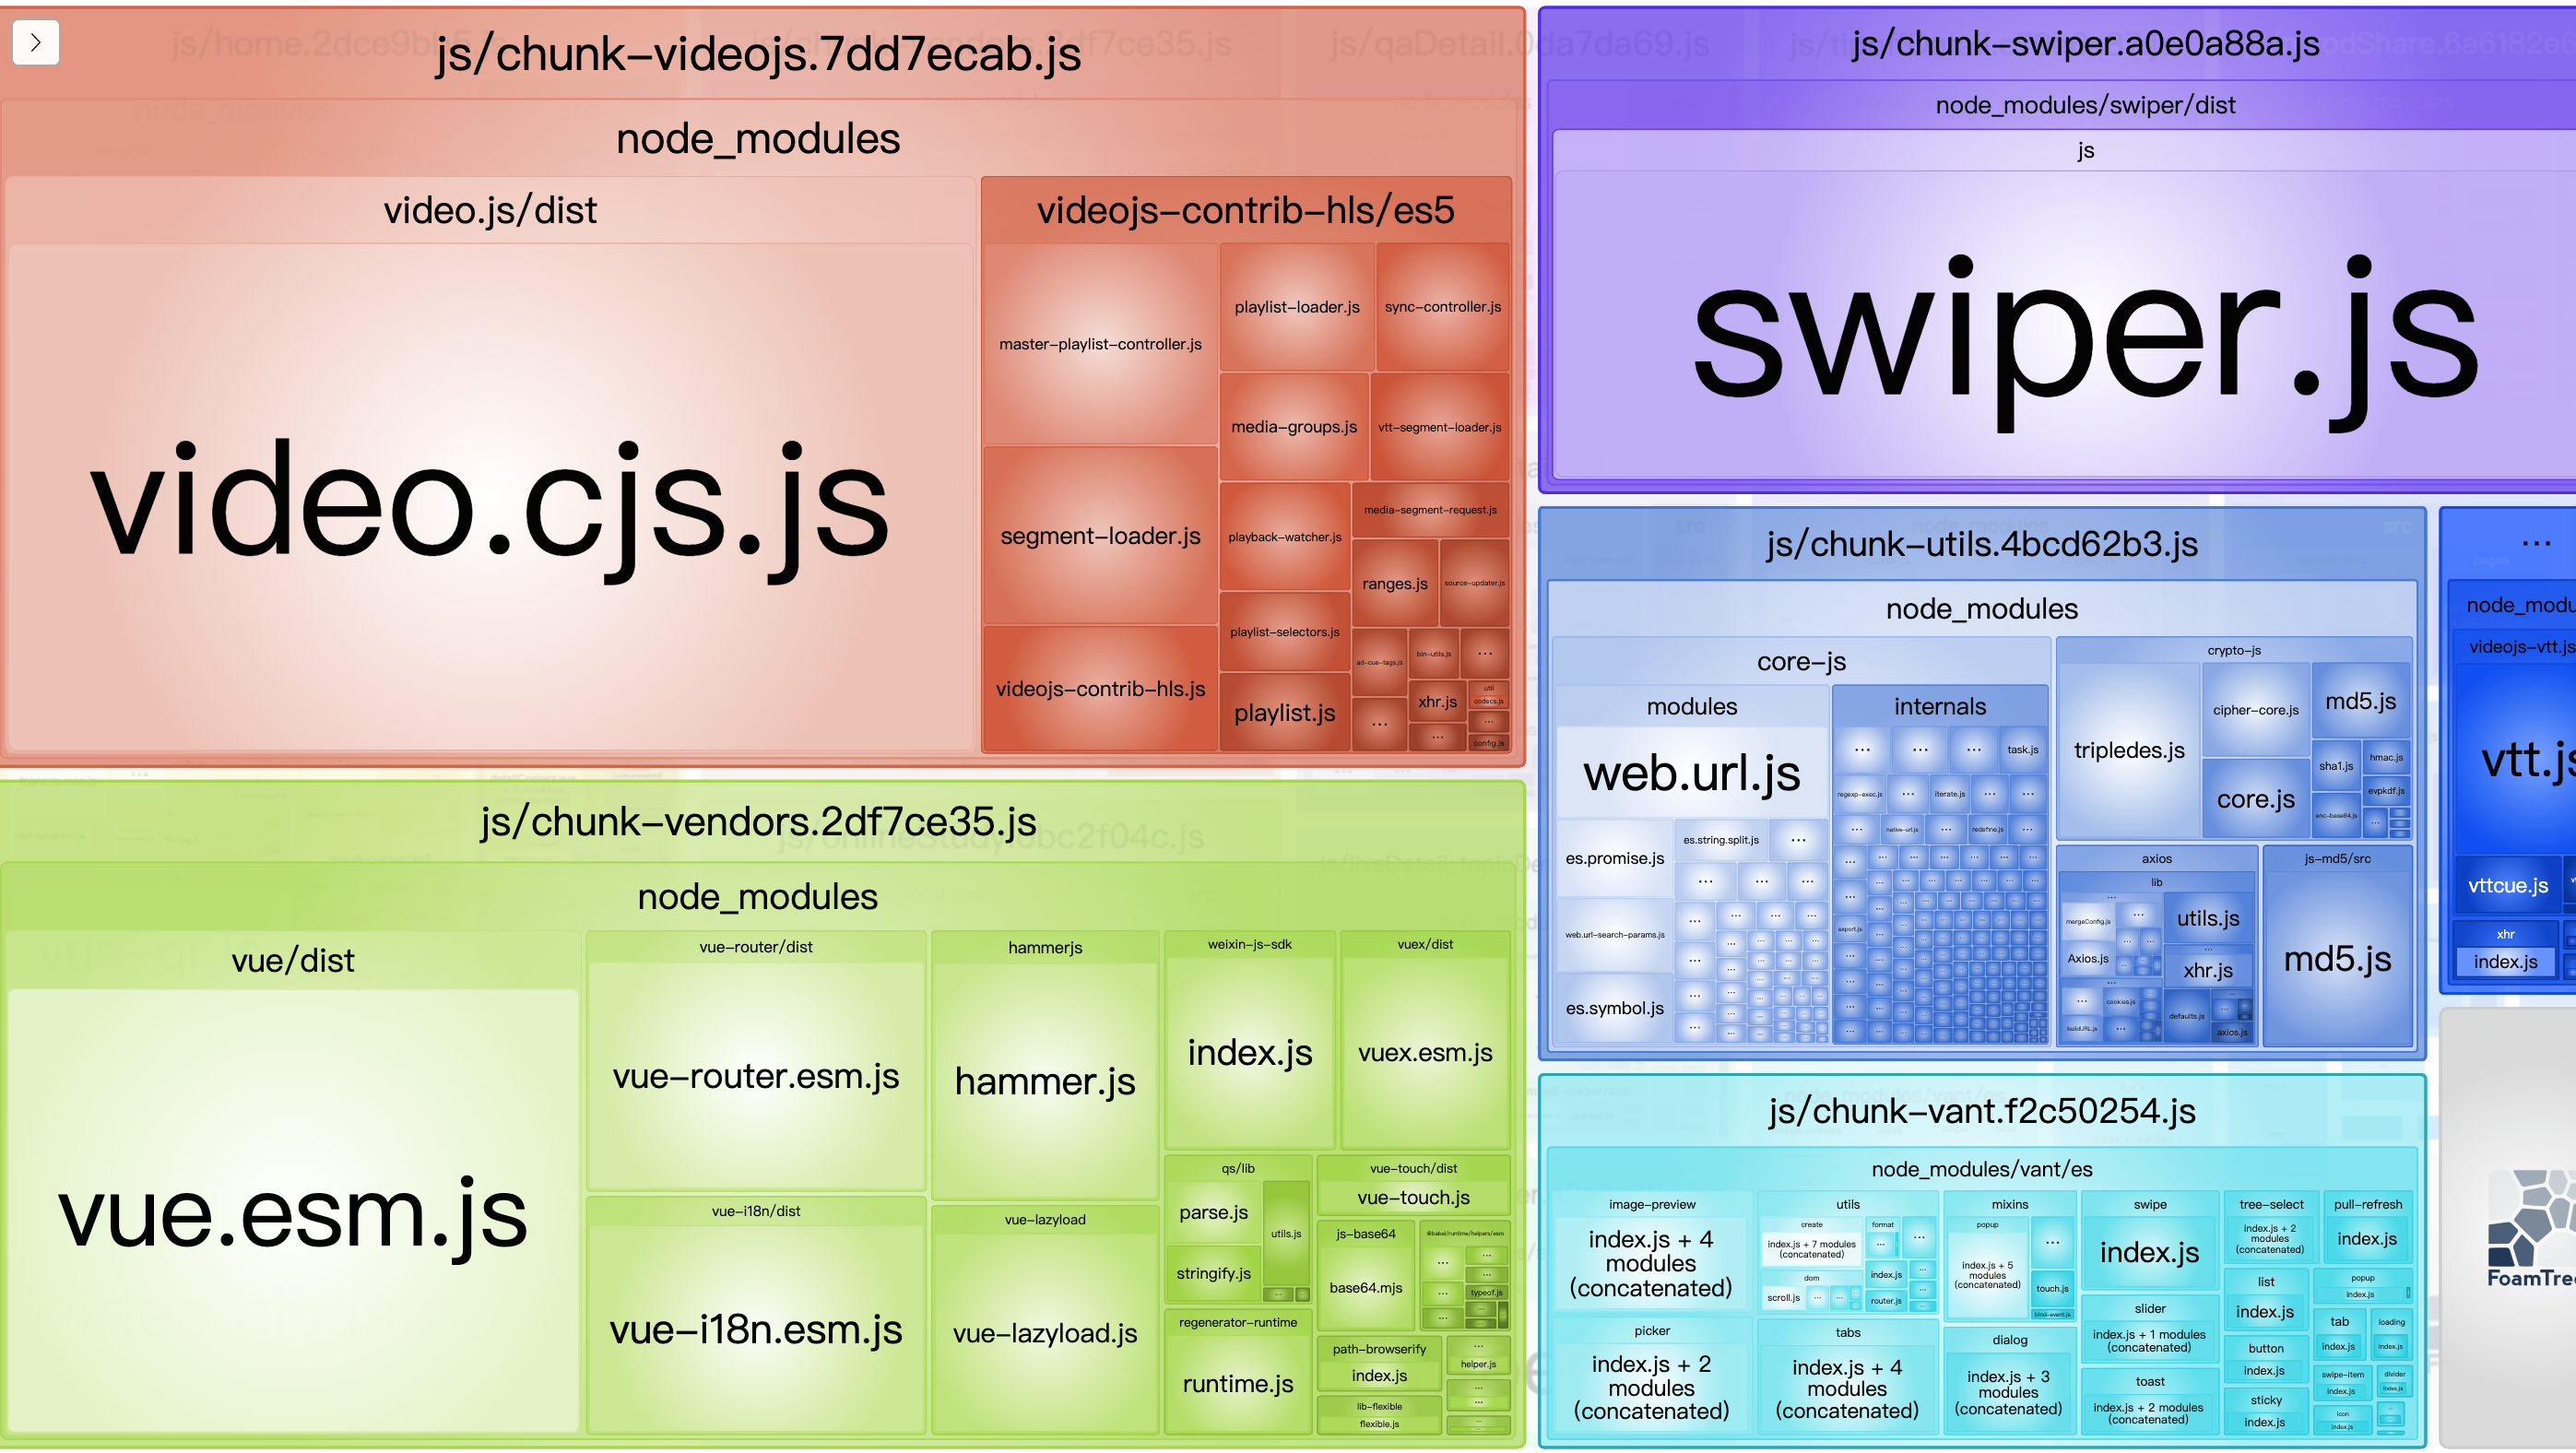 js/chunk-videojs.7dd7ecab.js
node_modules
video.js/dist
video.cjs.js
videojs-contrib-hls/es5
master-playlist-controller.js
segment-loader.js
videojs-contrib-hls.js
playlist-loader.js
sync-controller.js
media-groups.js
vtt-segment-loader.js
playback-watcher.js
media-segment-request.js
ranges.js
source-updater.js
playlist-selectors.js
playlist.js
ad-cue-tags.js
bin-utils.js
...
...
xhr.js
...
util
codecs.js
...
config.js
js/chunk-vendors.2df7ce35.js
node_modules
vue/dist
vue.esm.js
vue-router/dist
vue-router.esm.js
vue-i18n/dist
vue-i18n.esm.js
hammerjs
hammer.js
vue-lazyload
vue-lazyload.js
weixin-js-sdk
index.js
vuex/dist
vuex.esm.js
qs/lib
parse.js
stringify.js
utils.js
regenerator-runtime
runtime.js
vue-touch/dist
vue-touch.js
js-base64
base64.mjs
@babel/runtime/helpers/esm
typeof.js
path-browserify
index.js
lib-flexible
flexible.js
helper.js
js/chunk-swiper.a0e0a88a.js
node_modules/swiper/dist
js
swiper.js
js/chunk-utils.4bcd62b3.js
node_modules
core-js
modules
web.url.js
es.promise.js
web.url-search-params.js
es.symbol.js
es.string.split.js
internals
task.js
regexp-exec.js
iterate.js
native-url.js
redefine.js
export.js
crypto-js
tripledes.js
cipher-core.js
md5.js
core.js
sha1.js
hmac.js
evpkdf.js
enc-base64.js
axios
lib
mergeConfig.js
Axios.js
utils.js
xhr.js
cookies.js
buildURL.js
defaults.js
axios.js
js-md5/src
md5.js
...
node_modu
videojs-vtt.js
vtt.js
vttcue.js
xhr
index.js
js/chunk-vant.f2c50254.js
node_modules/vant/es
image-preview
index.js + 4
modules
(concatenated)
picker
index.js + 2
modules
(concatenated)
utils
create
index.js + 7 modules
(concatenated)
dom
scroll.js
format
index.js
router.js
tabs
index.js + 4
modules
(concatenated)
mixins
popup
index.js + 5
modules
(concatenated)
touch.js
bind-event.js
dialog
index.js + 3
modules
(concatenated)
swipe
index.js
slider
index.js + 1 modules
(concatenated)
toast
index.js + 2 modules
(concatenated)
tree-select
index.js + 2
modules
(concatenated)
pull-refresh
index.js
list
index.js
popup
index.js
button
index.js
tab
index.js
loading
index.js
sticky
index.js
swipe-item
index.js
divider
index.js
icon
index.js
FoamTree